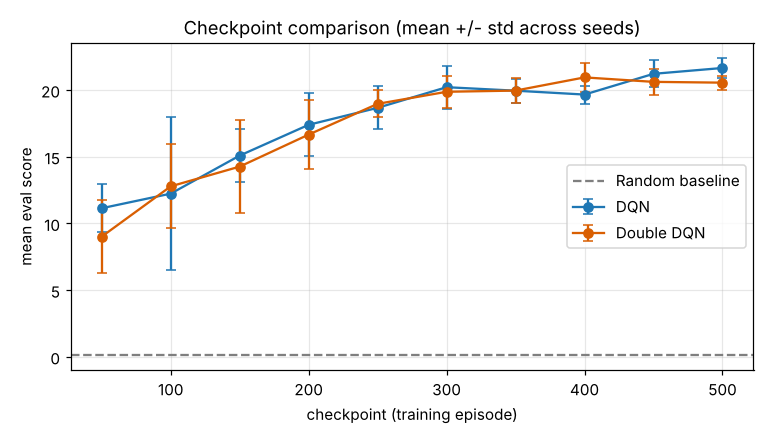 Checkpoint comparison (mean +/- std across seeds)
mean eval score
20
15
10
5
0
Random baseline
DQN
Double DQN
100 200 300 400 500
checkpoint (training episode)